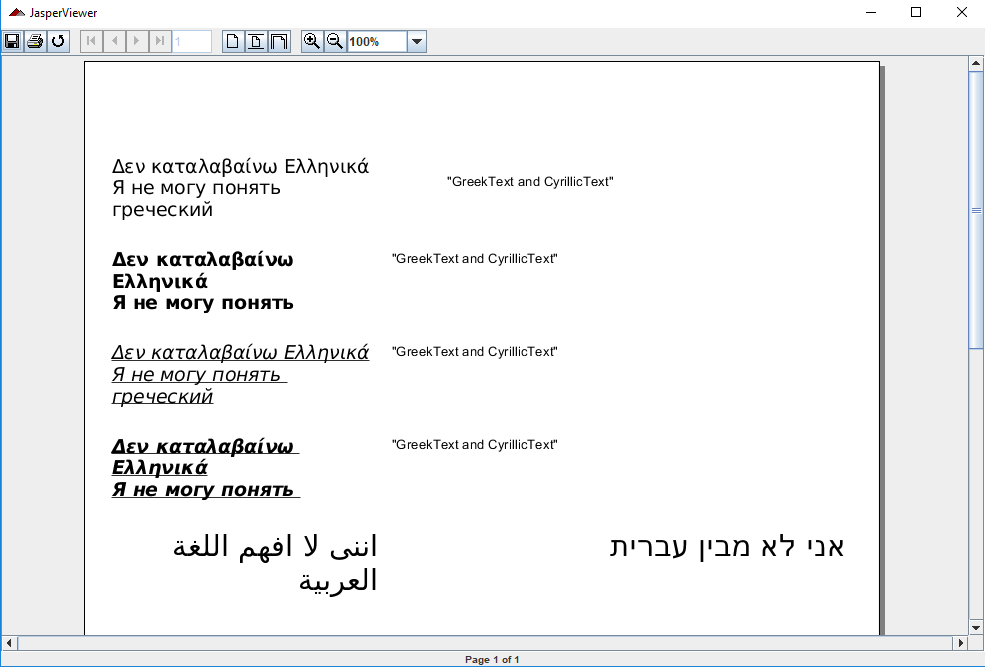 JasperViewer
1
100%
Δεν καταλαβαίνω Ελληνικά
Я не могу понять
греческий
"GreekText and CyrillicText"
Δεν καταλαβαίνω
Ελληνικά
Я не могу понять
"GreekText and CyrillicText"
Δεν καταλαβαίνω Ελληνικά
Я не могу понять
греческий
"GreekText and CyrillicText"
Δεν καταλαβαίνω
Ελληνικά
Я не могу понять
"GreekText and CyrillicText"
اننى لا افهم اللغة
العربية
אני לא מבין עברית
Page 1 of 1